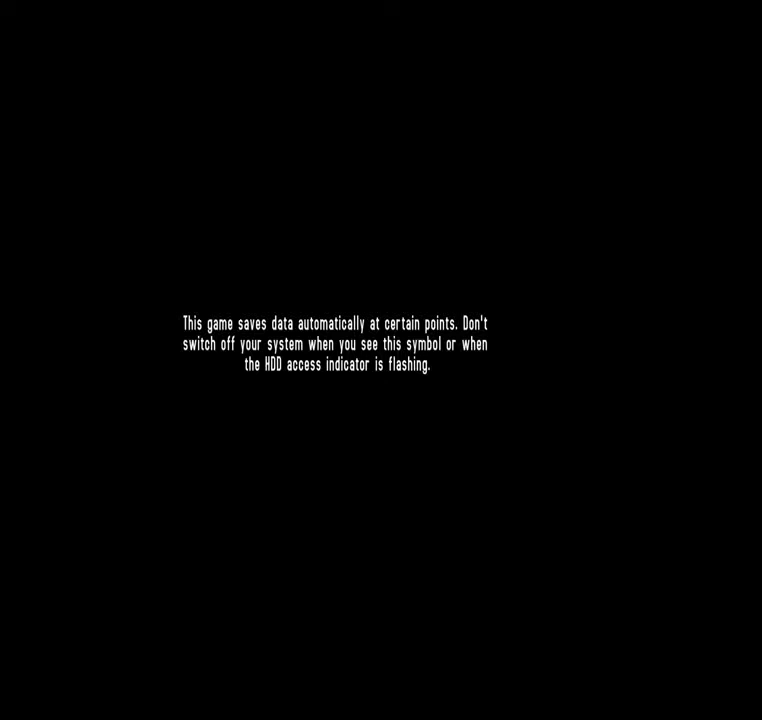 This game saves data automatically at certain points. Don't
switch off your system when you see this symbol or when
the HDD access indicator is flashing.